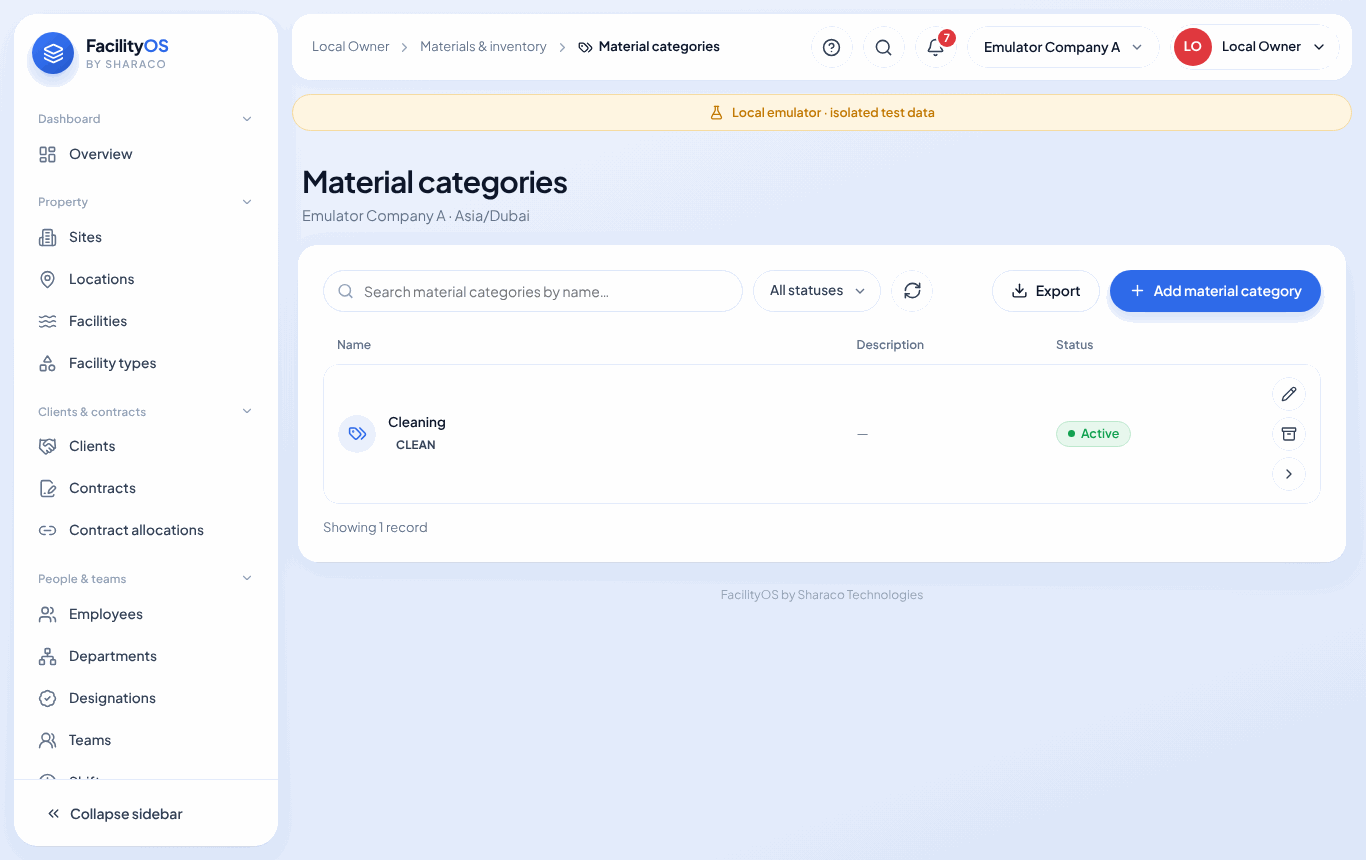 FacilityOS
BY SHARACO
Dashboard
Overview
Property
Sites
Locations
Facilities
Facility types
Clients & contracts
Clients
Contracts
Contract allocations
People & teams
Employees
Departments
Designations
Teams
Collapse sidebar
Local Owner
Materials & inventory
Material categories
7
Emulator Company A
LO
Local Owner
Local emulator · isolated test data
Material categories
Emulator Company A · Asia/Dubai
Search material categories by name...
All statuses
Export
Add material category
Name
Description
Status
Cleaning
CLEAN
—
Active
Showing 1 record
FacilityOS by Sharaco Technologies